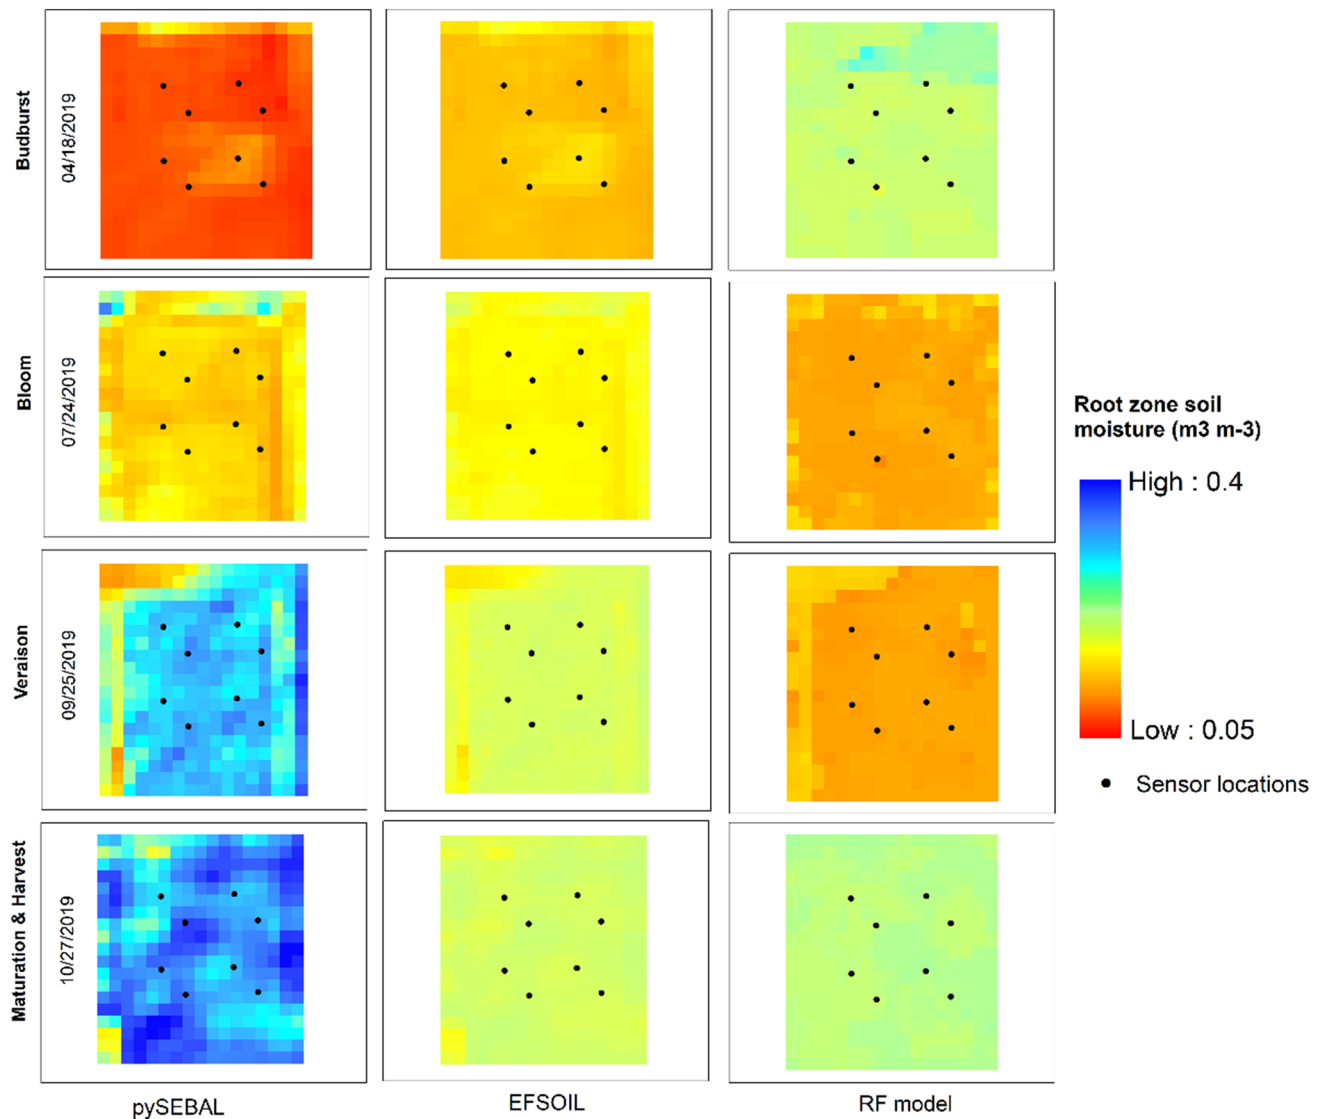 Budburst
04/18/2019
Bloom
07/24/2019
Veraison
09/25/2019
Maturation & Harvest
10/27/2019
pySEBAL
EFSOIL
RF model
Root zone soil
moisture (m3 m-3)
High : 0.4
Low : 0.05
Sensor locations